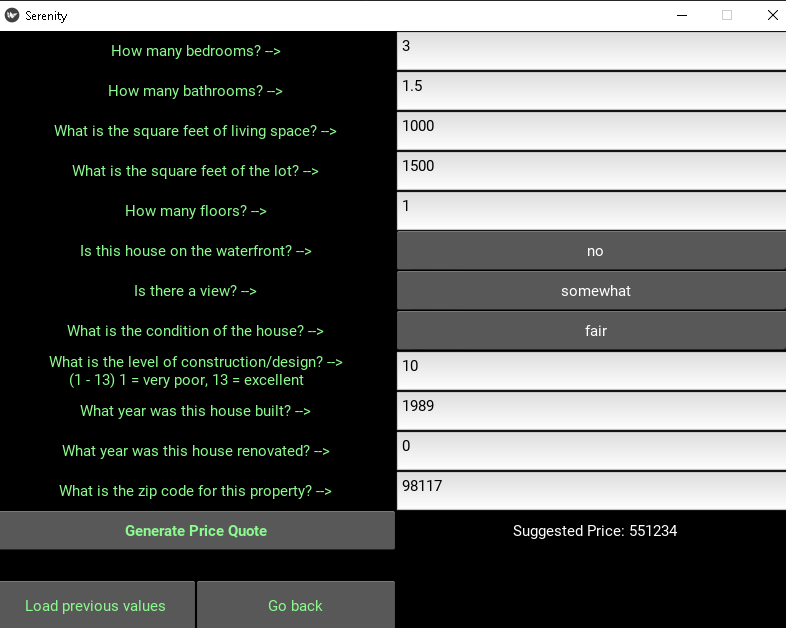 Serenity
How many bedrooms? --> 3
How many bathrooms? --> 1.5
What is the square feet of living space? --> 1000
What is the square feet of the lot? --> 1500
How many floors? --> 1
Is this house on the waterfront? --> no
Is there a view? --> somewhat
What is the condition of the house? --> fair
What is the level of construction/design? -->
(1 - 13) 1 = very poor, 13 = excellent
10
What year was this house built? --> 1989
What year was this house renovated? --> 0
What is the zip code for this property? --> 98117
Generate Price Quote Suggested Price: 551234
Load previous values Go back